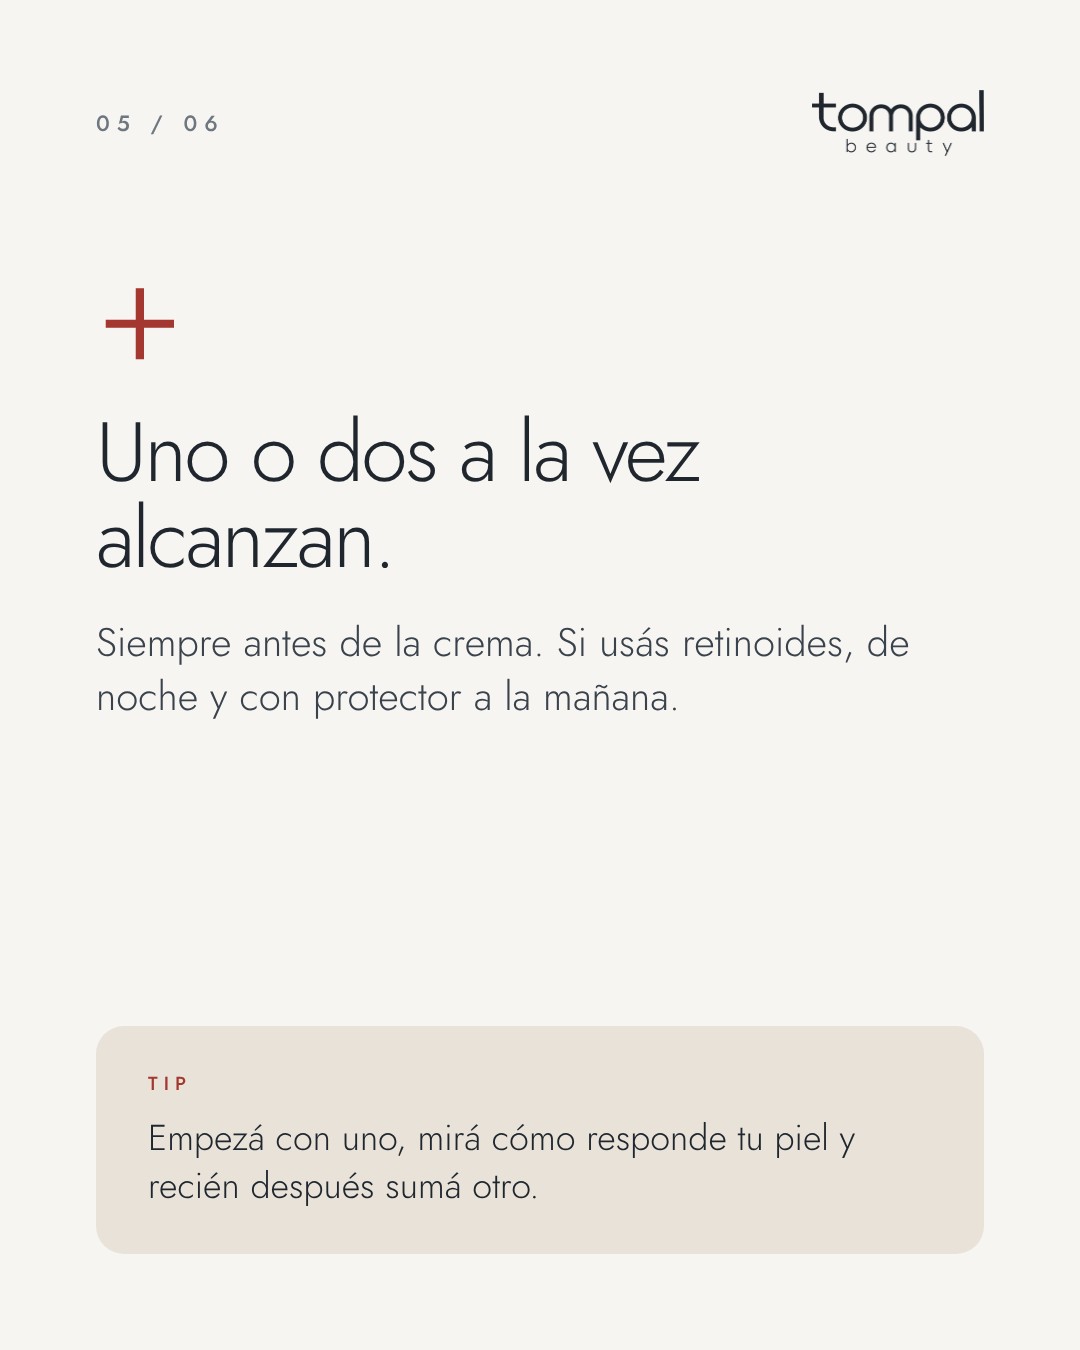 05 / 06
tompal
beauty
+
Uno o dos a la vez
alcanzan.
Siempre antes de la crema. Si usás retinoides, de
noche y con protector a la mañana.
TIP
Empezá con uno, mirá cómo responde tu piel y
recién después sumá otro.